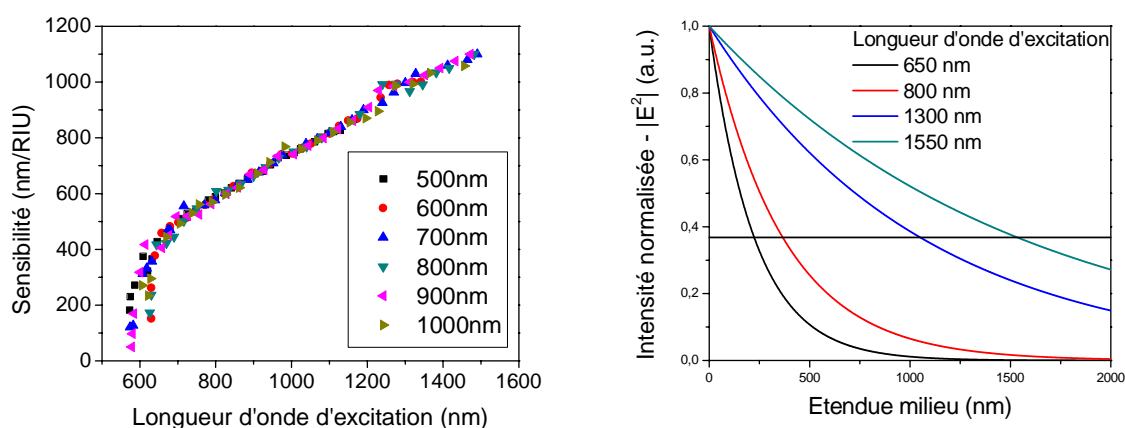 Sensibilité (nm/RIU)
1200
1000
800
600
400
200
0
600
800
1000
1200
1400
1600
Longueur d'onde d'excitation (nm)
500nm
600nm
700nm
800nm
900nm
1000nm
Intensité normalisée - |E²| (a.u.)
1,0
0,8
0,6
0,4
0,2
0,0
0
500
1000
1500
2000
Etendue milieu (nm)
Longueur d'onde d'excitation
650 nm
800 nm
1300 nm
1550 nm